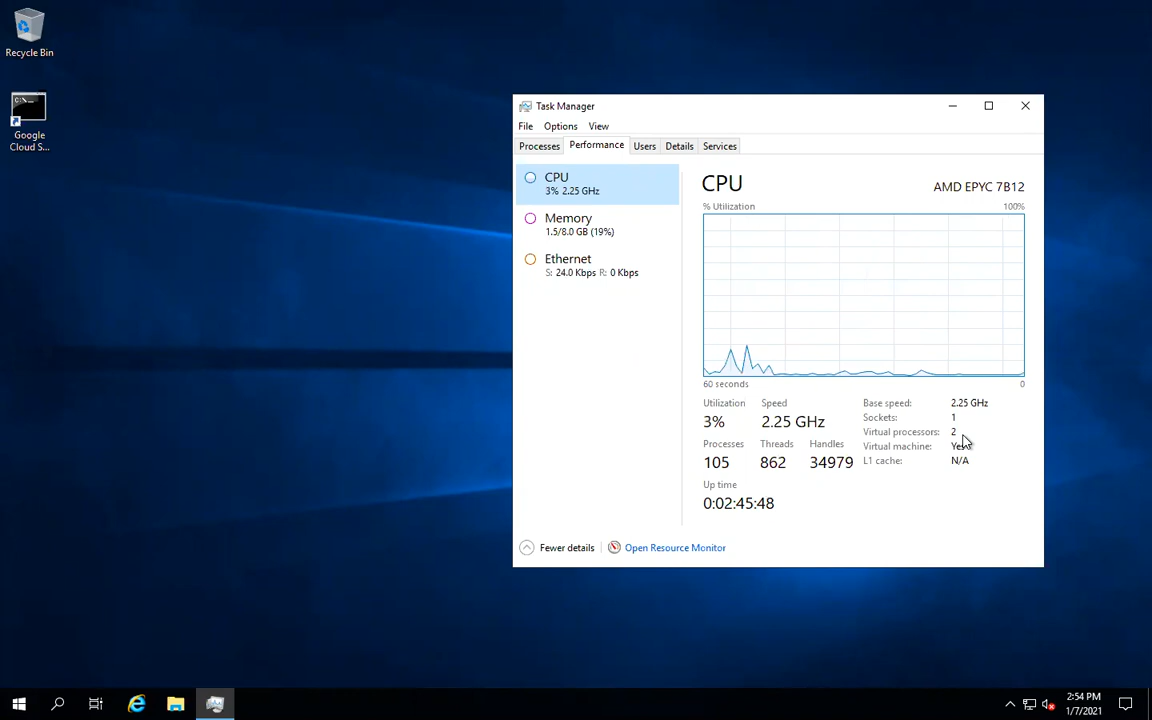 Recycle Bin
C:\...
Google
Cloud S...
Task Manager
File Options View
Processes Performance Users Details Services
CPU
3% 2.25 GHz
Memory
1.5/8.0 GB (19%)
Ethernet
S: 24.0 Kbps R: 0 Kbps
CPU
AMD EPYC 7B12
% Utilization
100%
60 seconds
0
Utilization Speed
3% 2.25 GHz
Processes Threads Handles
105 862 34979
Up time
0:02:45:48
Base speed: 2.25 GHz
Sockets: 1
Virtual processors: 2
Virtual machine: Yes
L1 cache: N/A
Fewer details
Open Resource Monitor
2:54 PM
1/7/2021